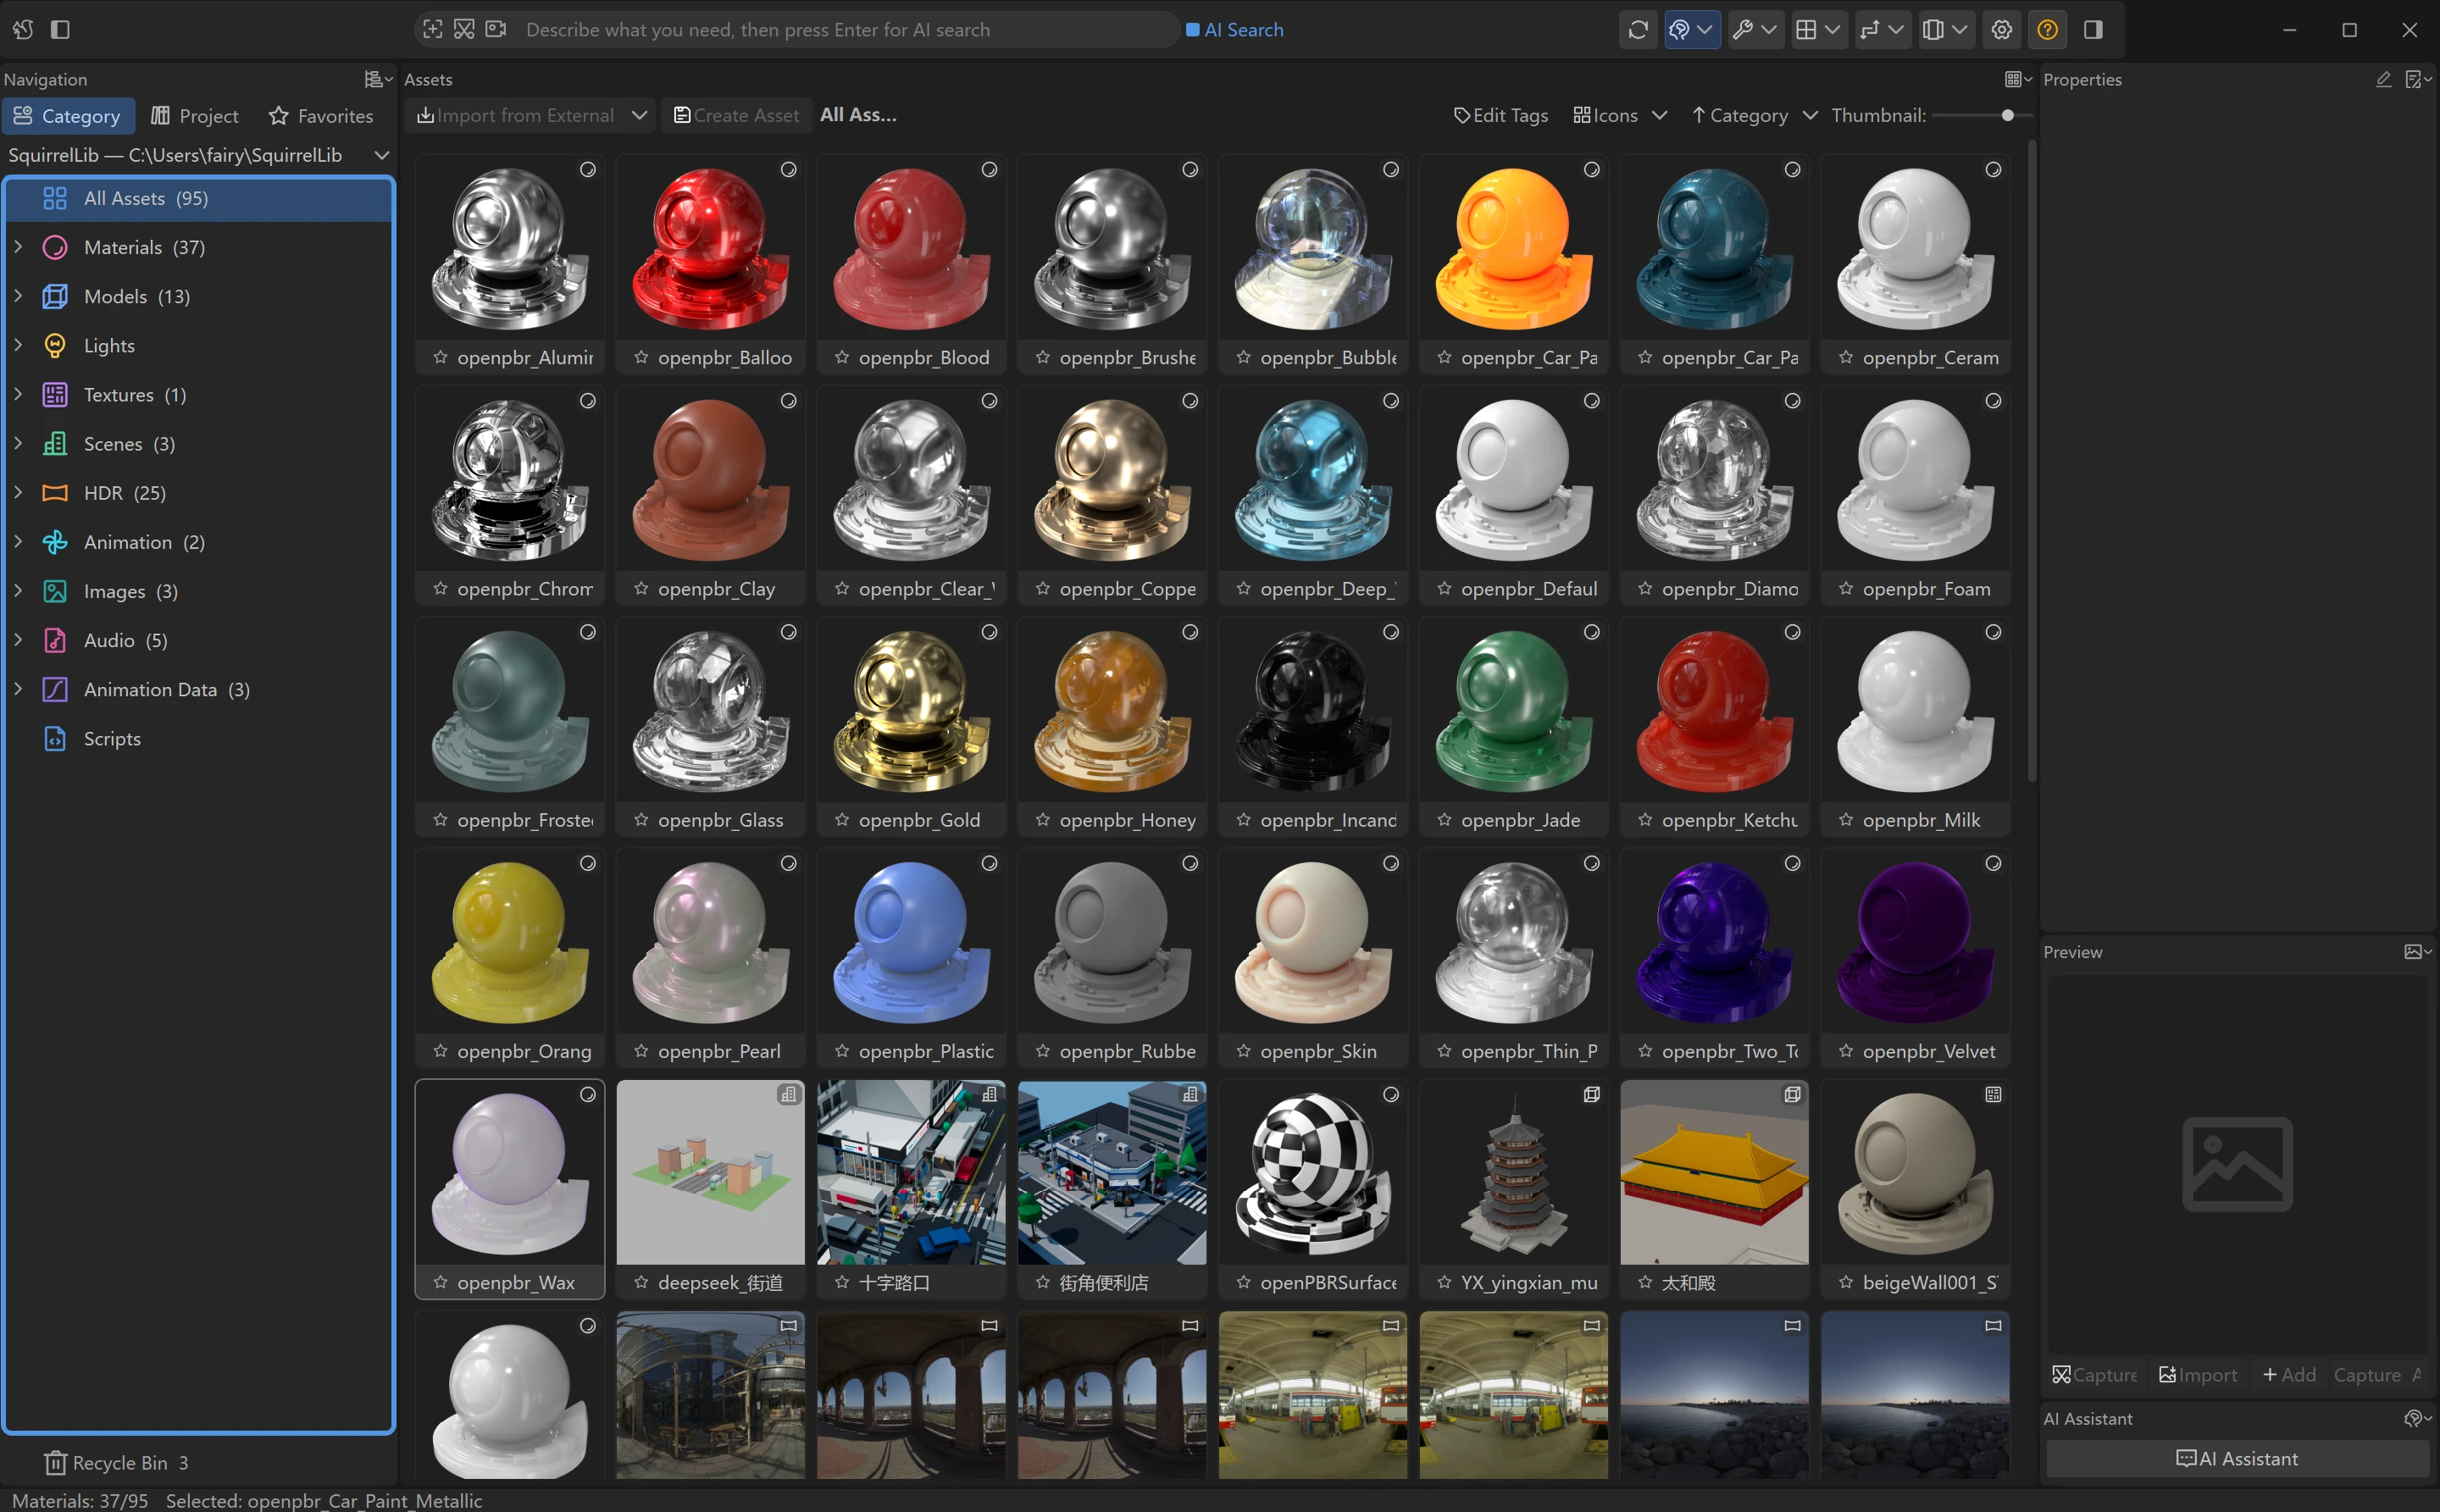 Describe what you need, then press Enter for AI search
AI Search
Navigation
Category
Project
Favorites
SquirrelLib — C:\Users\fairy\SquirrelLib
All Assets (95)
Materials (37)
Models (13)
Lights
Textures (1)
Scenes (3)
HDR (25)
Animation (2)
Images (3)
Audio (5)
Animation Data (3)
Scripts
Recycle Bin 3
Assets
Import from External
Create Asset
All Ass...
Edit Tags
Icons
Category
Thumbnail:
openpbr_Alumin
openpbr_Balloo
openpbr_Blood
openpbr_Brushe
openpbr_Bubble
openpbr_Car_Pa
openpbr_Car_Pa
openpbr_Ceram
openpbr_Chrom
openpbr_Clay
openpbr_Clear_
openpbr_Coppe
openpbr_Deep_
openpbr_Defaul
openpbr_Diamo
openpbr_Foam
openpbr_Froste
openpbr_Glass
openpbr_Gold
openpbr_Honey
openpbr_Incand
openpbr_Jade
openpbr_Ketchu
openpbr_Milk
openpbr_Orang
openpbr_Pearl
openpbr_Plastic
openpbr_Rubbe
openpbr_Skin
openpbr_Thin_P
openpbr_Two_To
openpbr_Velvet
openpbr_Wax
deepseek_街道
十字路口
街角便利店
openPBRSurface
YX_yingxian_mu
太和殿
beigeWall001_S
Properties
Preview
Capture
Import
Add
Capture A
AI Assistant
AI Assistant
Materials: 37/95 Selected: openpbr_Car_Paint_Metallic